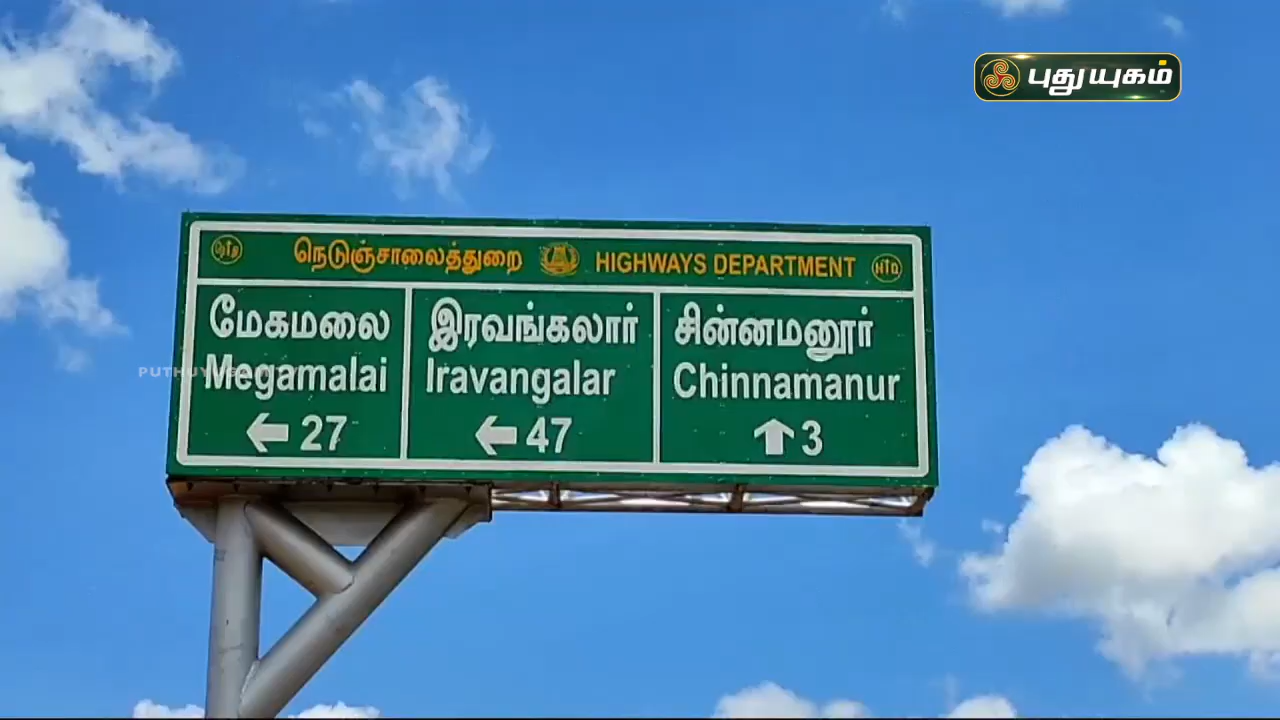 புதுயுகம்
நெடுஞ்சாலைத்துறை HIGHWAYS DEPARTMENT
மேகமலை
Megamalai
← 27
இரவங்கலார்
Iravangalar
← 47
சின்னமனூர்
Chinnamanur
↑ 3